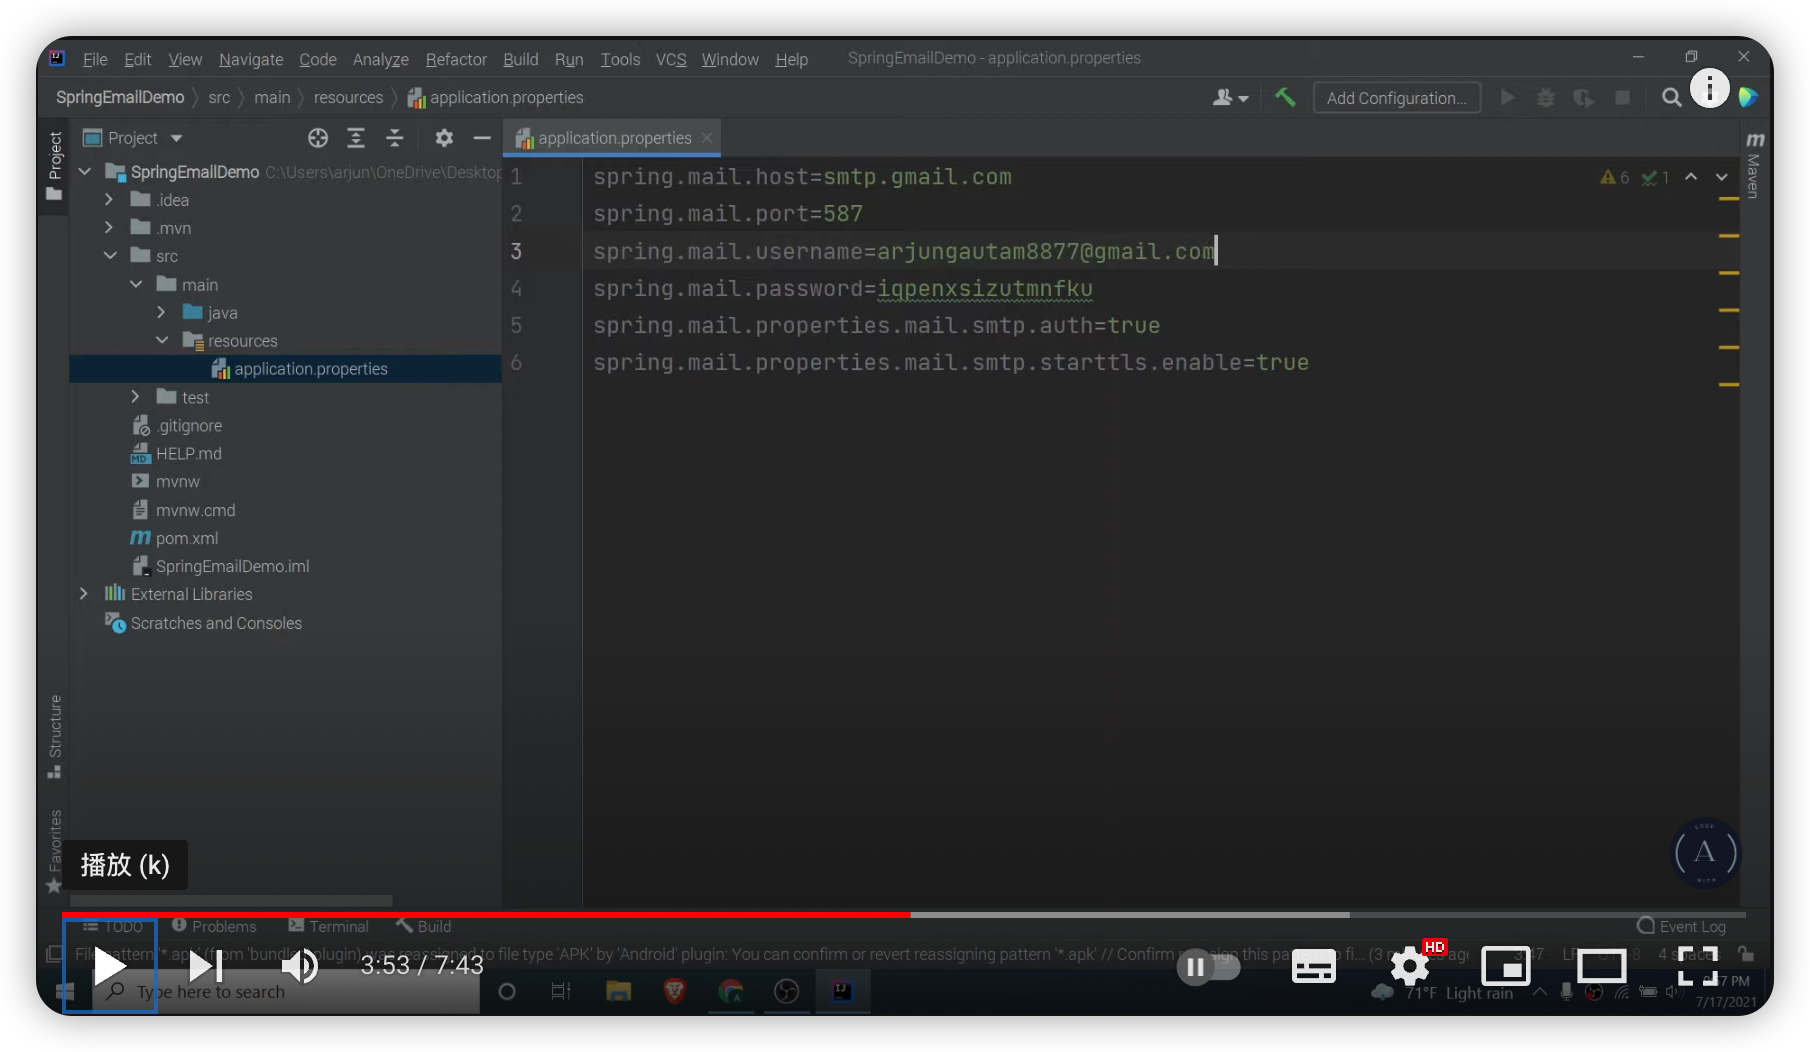 File Edit View Navigate Code Analyze Refactor Build Run Tools VCS Window Help SpringEmailDemo - application.properties
SpringEmailDemo src main resources application.properties Add Configuration...
Project
application.properties
Project
Maven
SpringEmailDemo C:\Users\arjun\OneDrive\Desktop
.idea
.mvn
src
main
java
resources
application.properties
test
.gitignore
HELP.md
mvnw
mvnw.cmd
pom.xml
SpringEmailDemo.iml
External Libraries
Scratches and Consoles
1 spring.mail.host=smtp.gmail.com
2 spring.mail.port=587
3 spring.mail.username=arjungautam8877@gmail.com
4 spring.mail.password=iqpenxsizutmnfku
5 spring.mail.properties.mail.smtp.auth=true
6 spring.mail.properties.mail.smtp.starttls.enable=true
6 1
Structure
Favorites
播放 (k)
CODE
A
WITH
TODO Problems Terminal Build Event Log
'*.apk' (from 'bundled plugin) was reassigned to file type 'APK' by 'Android' plugin: You can confirm or revert reassigning pattern '*.apk' // Confirm
3:53 / 7:43
HD
Type here to search
71°F Light rain
PM
7/17/2021